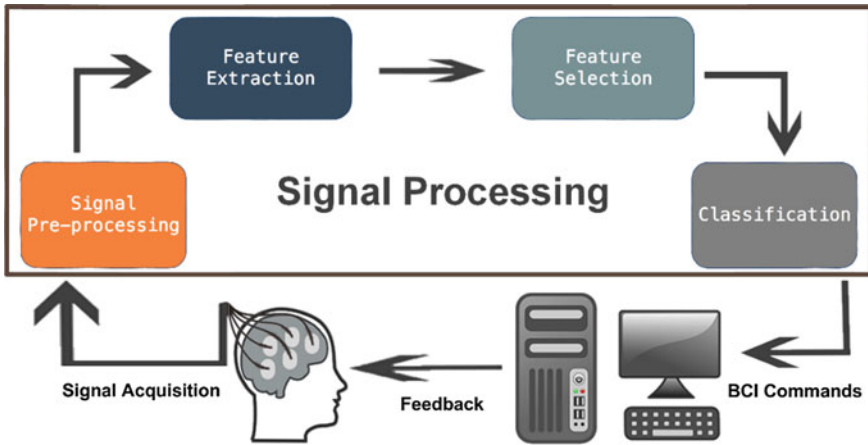 Feature
Extraction
Feature
Selection
Signal
Pre-processing
Signal Processing
Classification
Signal Acquisition
Feedback
BCI Commands